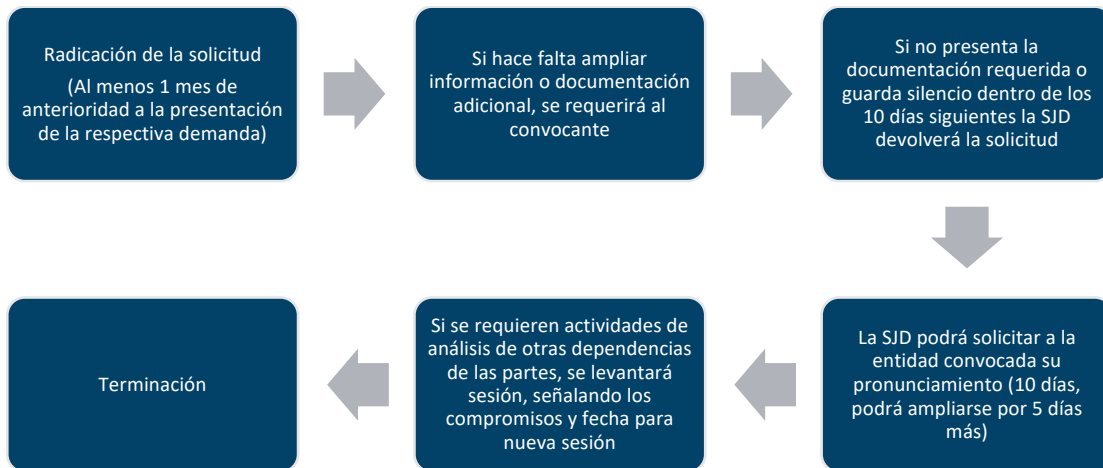 Radicación de la solicitud
(Al menos 1 mes de
anterioridad a la presentación
de la respectiva demanda)
Si hace falta ampliar
información o documentación
adicional, se requerirá al
convocante
Si no presenta la
documentación requerida o
guarda silencio dentro de los
10 días siguientes la SJD
devolverá la solicitud
La SJD podrá solicitar a la
entidad convocada su
pronunciamiento (10 días,
podrá ampliarse por 5 días
más)
Si se requieren actividades de
análisis de otras dependencias
de las partes, se levantará
sesión, señalando los
compromisos y fecha para
nueva sesión
Terminación